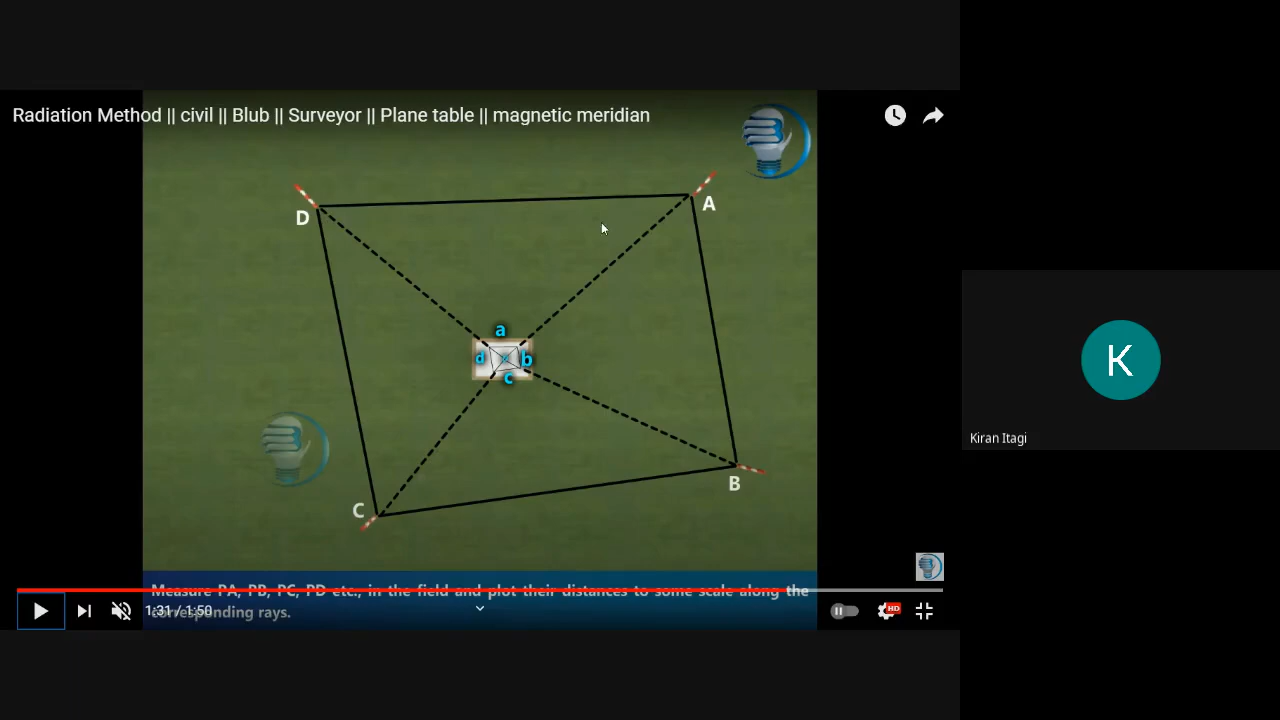 Radiation Method || civil || Blub || Surveyor || Plane table || magnetic meridian
D
A
a
d
b
c
C
B
K
Kiran Itagi
Measure PA, PB, PC, PD etc., in the field and plot their distances to some scale along the
corresponding rays.
1:31 / 1:50
HD